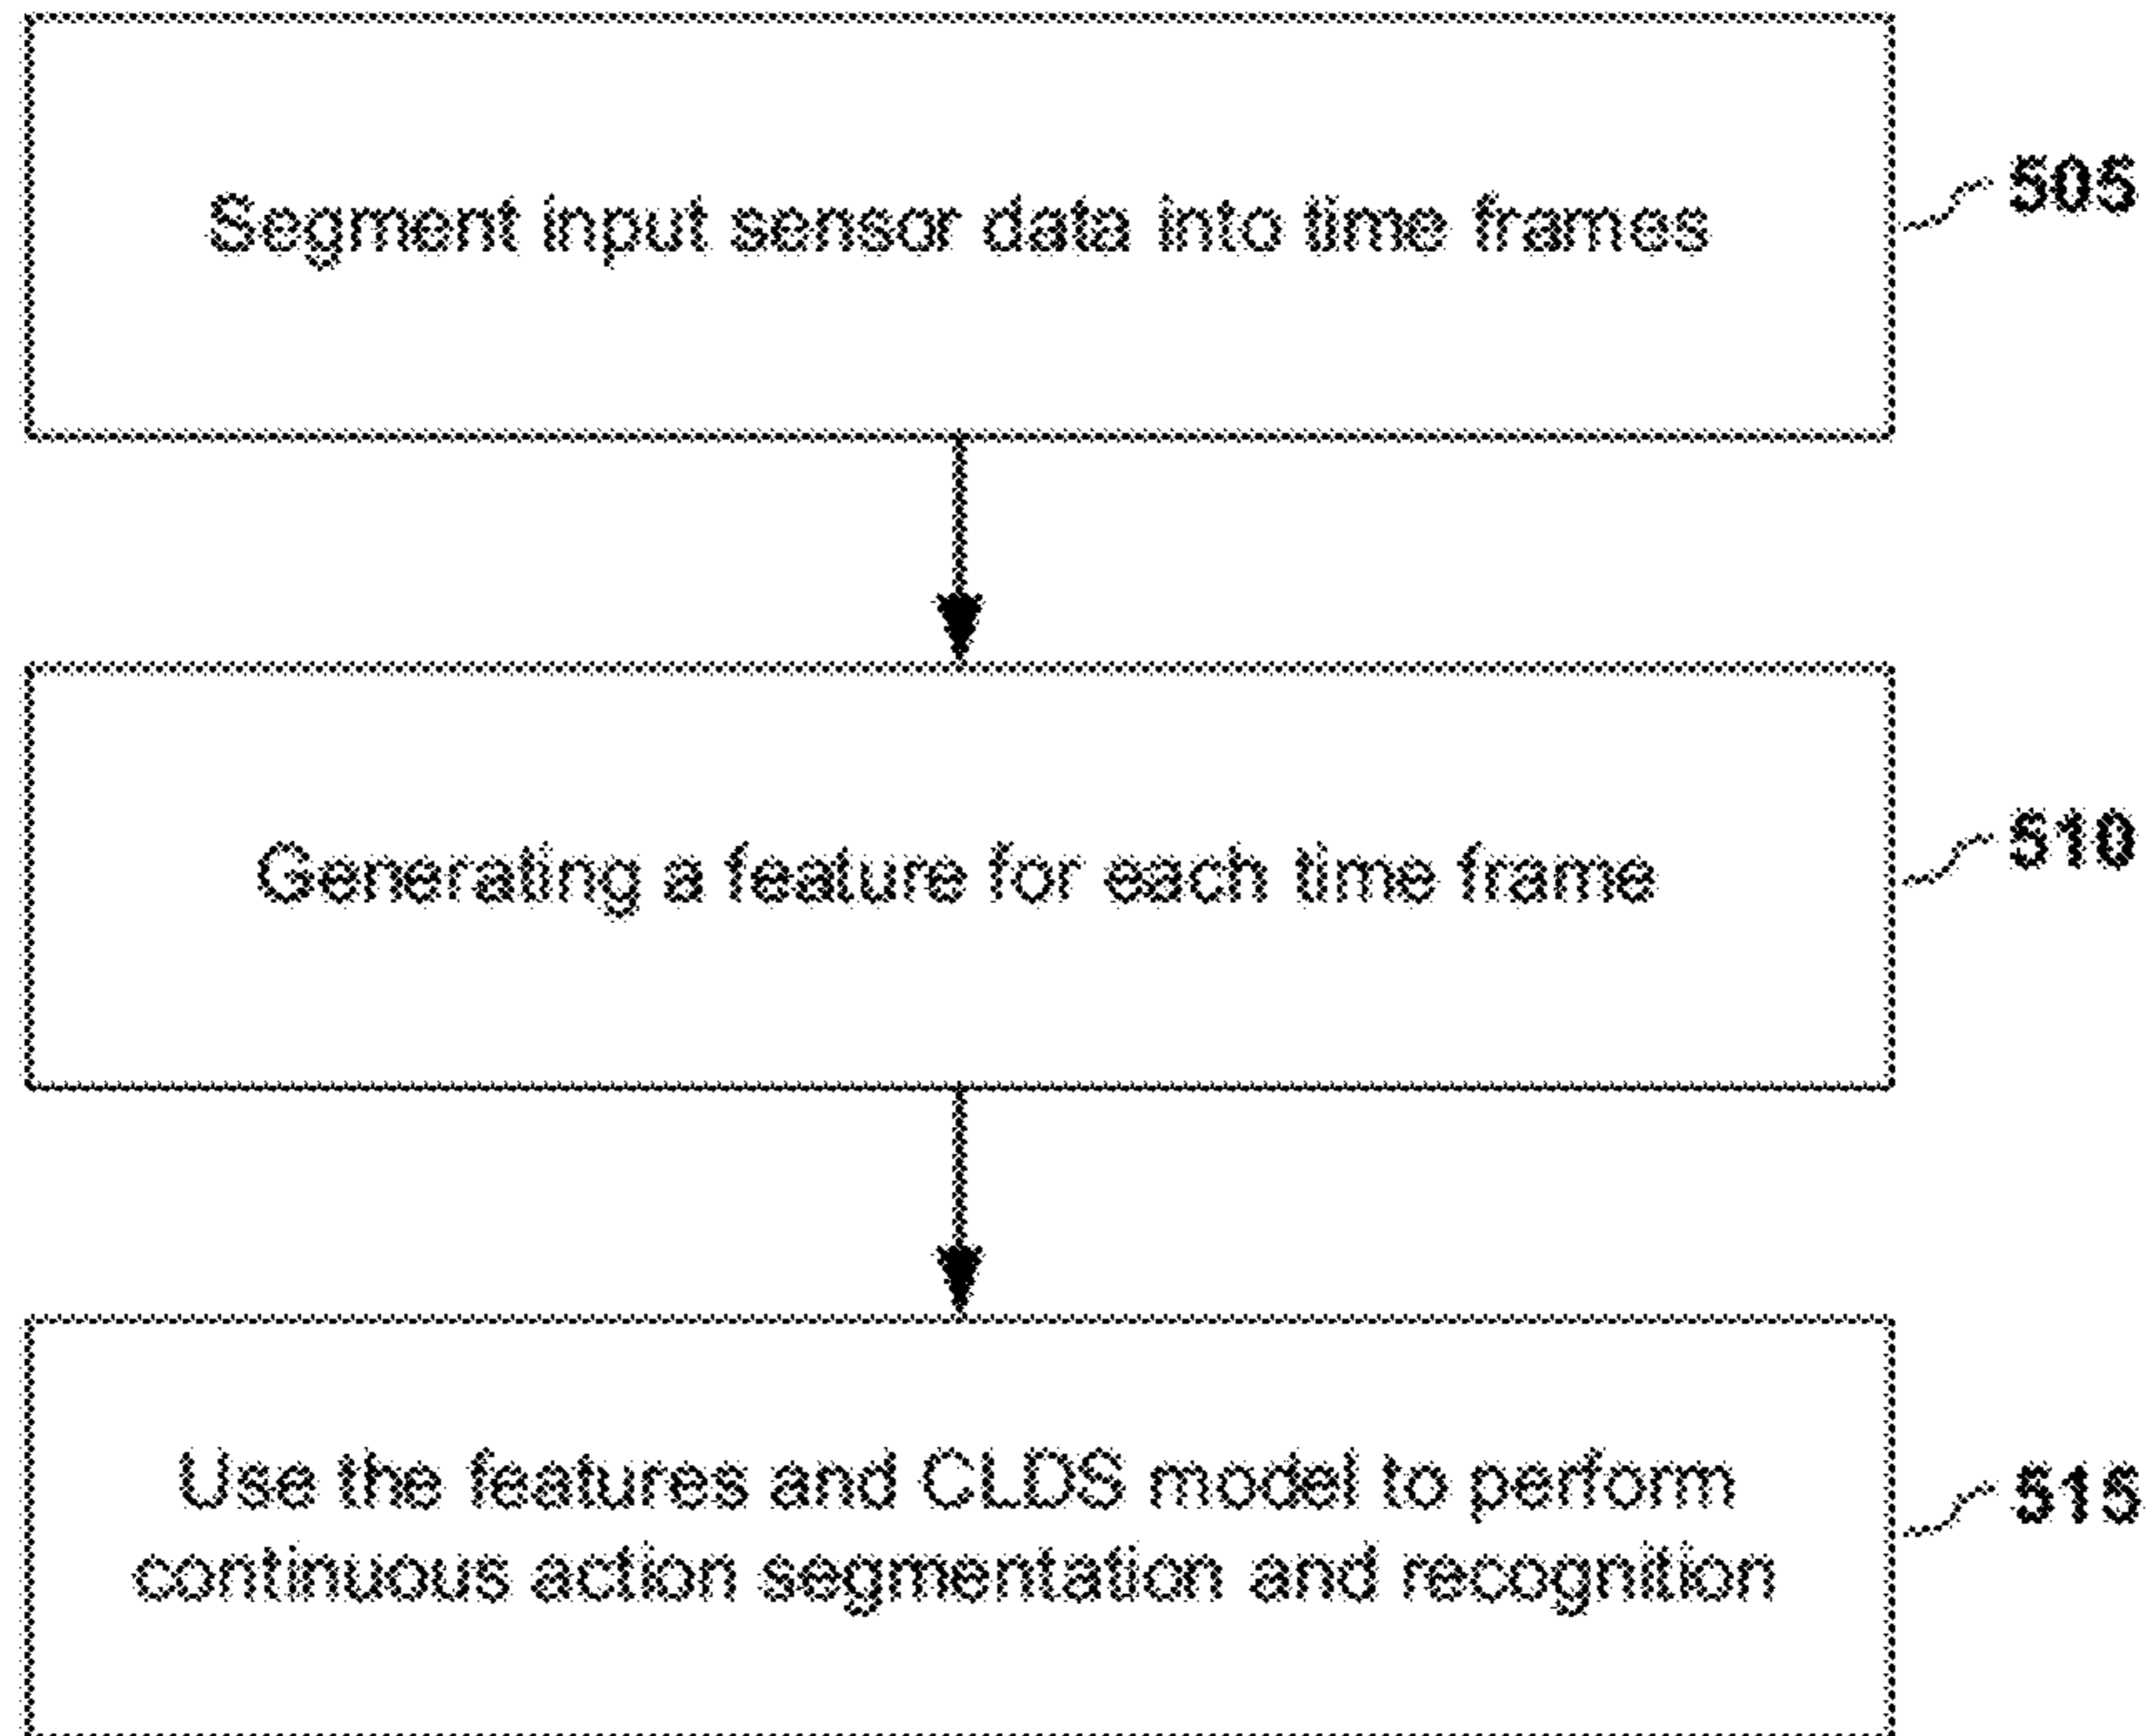 Segment input sensor data into time frames
505
Generating a feature for each time frame
510
Use the features and CLDS model to perform
continuous action segmentation and recognition
515